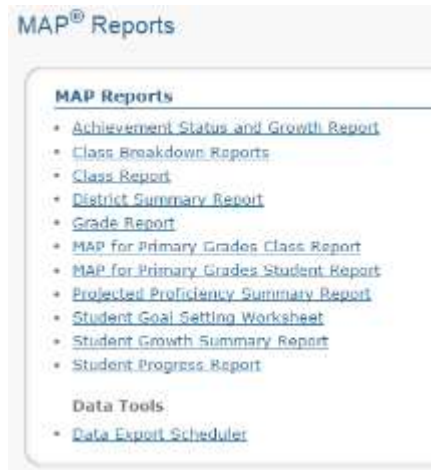 MAP® Reports
MAP Reports
• Achievement Status and Growth Report
• Class Breakdown Reports
• Class Report
• District Summary Report
• Grade Report
• MAP for Primary Grades Class Report
• MAP for Primary Grades Student Report
• Projected Proficiency Summary Report
• Student Goal Setting Worksheet
• Student Growth Summary Report
• Student Progress Report
Data Tools
• Data Export Scheduler